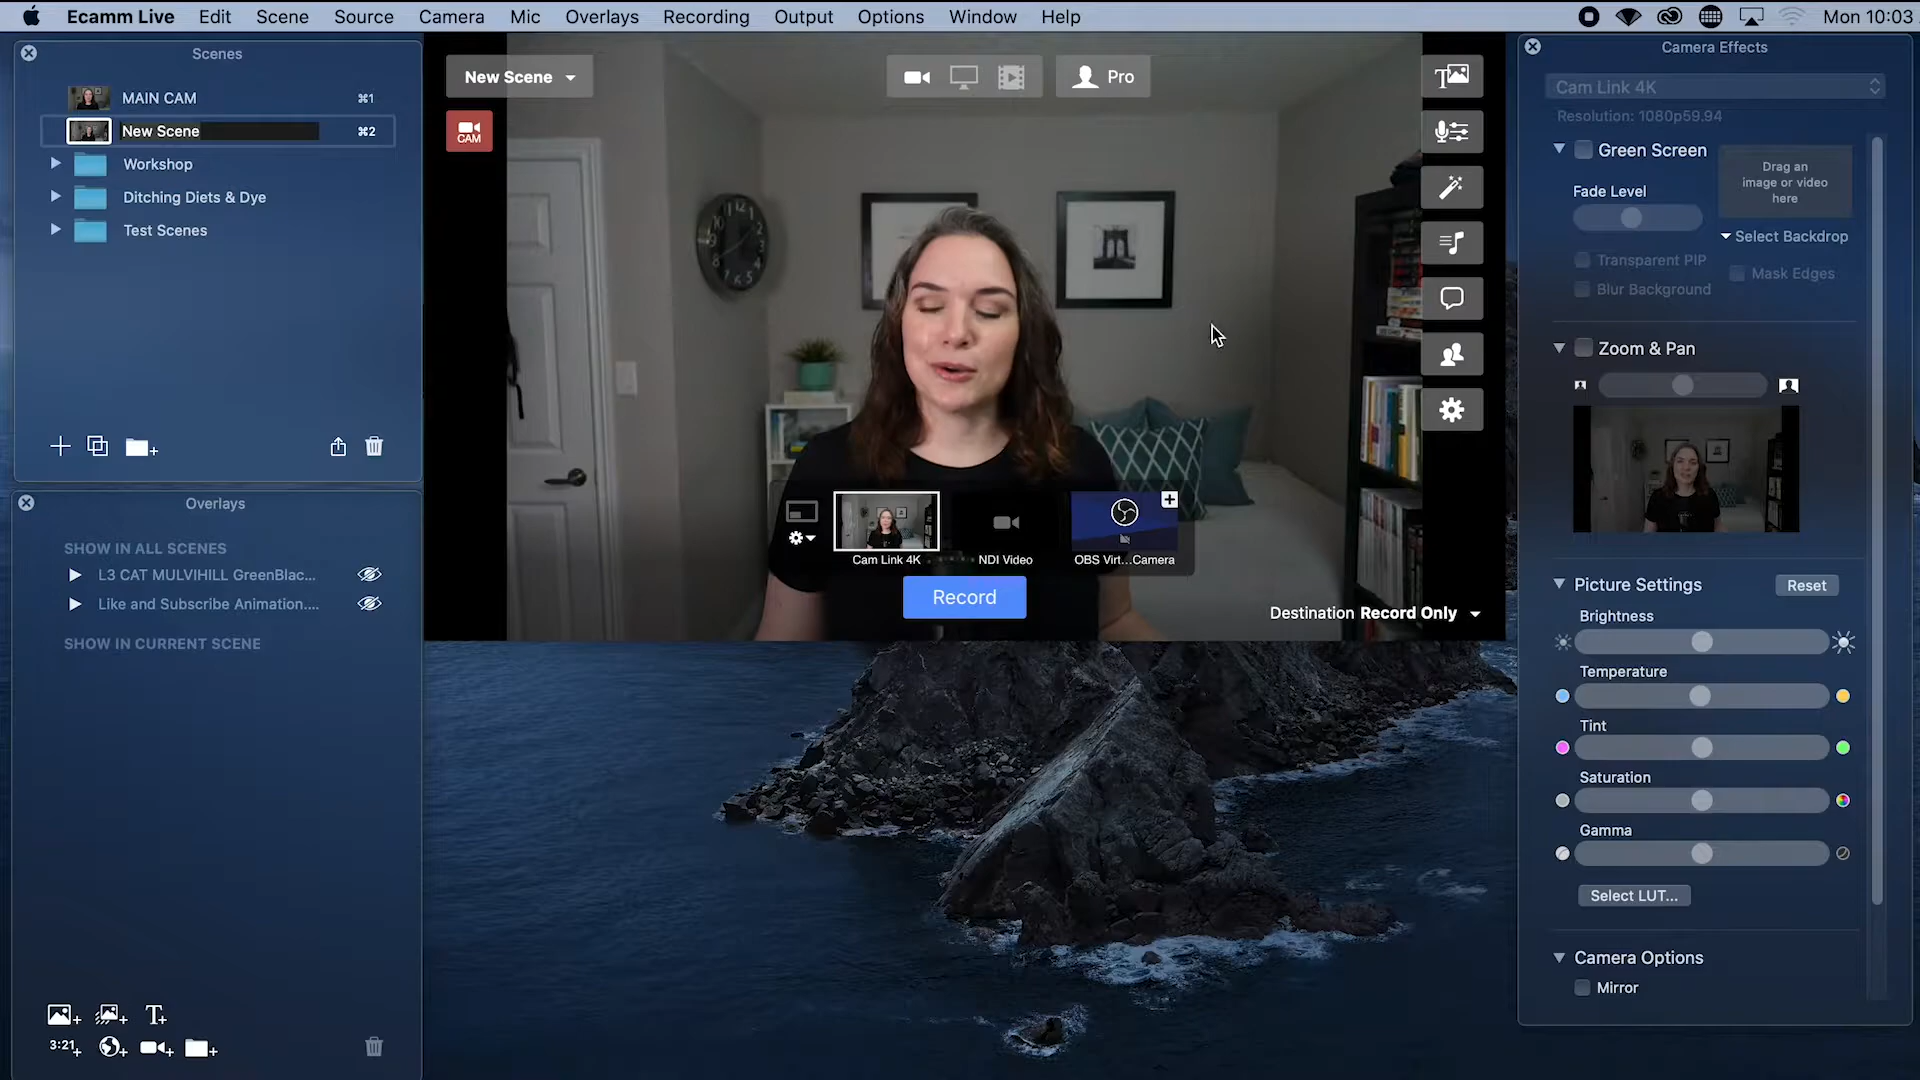 Ecamm Live Edit Scene Source Camera Mic Overlays Recording Output Options Window Help Mon 10:03
Scenes
MAIN CAM ⌘1
New Scene ⌘2
Workshop
Ditching Diets & Dye
Test Scenes
Overlays
SHOW IN ALL SCENES
L3 CAT MULVIHILL GreenBlac...
Like and Subscribe Animation....
SHOW IN CURRENT SCENE
3:21+
New Scene
Pro
CAM
Cam Link 4K
NDI Video
OBS Virt...Camera
Record
Destination Record Only
Camera Effects
Cam Link 4K
Resolution: 1080p59.94
Green Screen
Drag an
image or video
here
Fade Level
Select Backdrop
Transparent PIP
Mask Edges
Blur Background
Zoom & Pan
Picture Settings
Reset
Brightness
Temperature
Tint
Saturation
Gamma
Select LUT...
Camera Options
Mirror